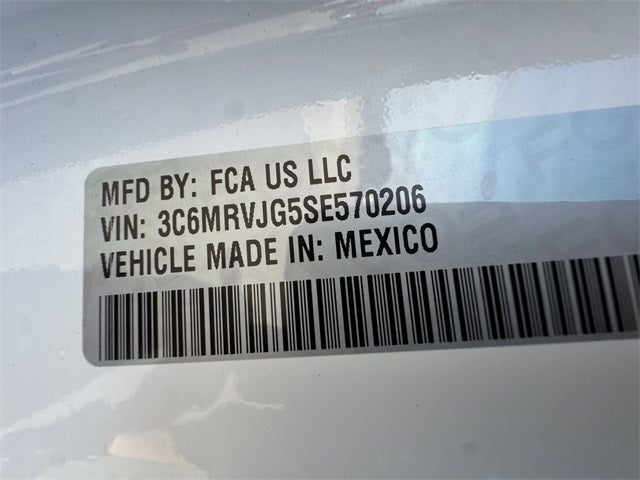 MFD BY: FCA US LLC
VIN: 3C6MRVJG5SE570206
VEHICLE MADE IN: MEXICO